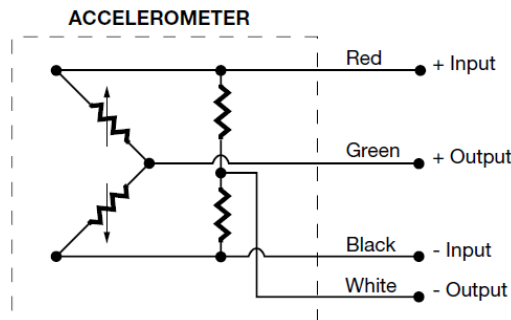 ACCELEROMETER
Red + Input
Green + Output
Black - Input
White - Output